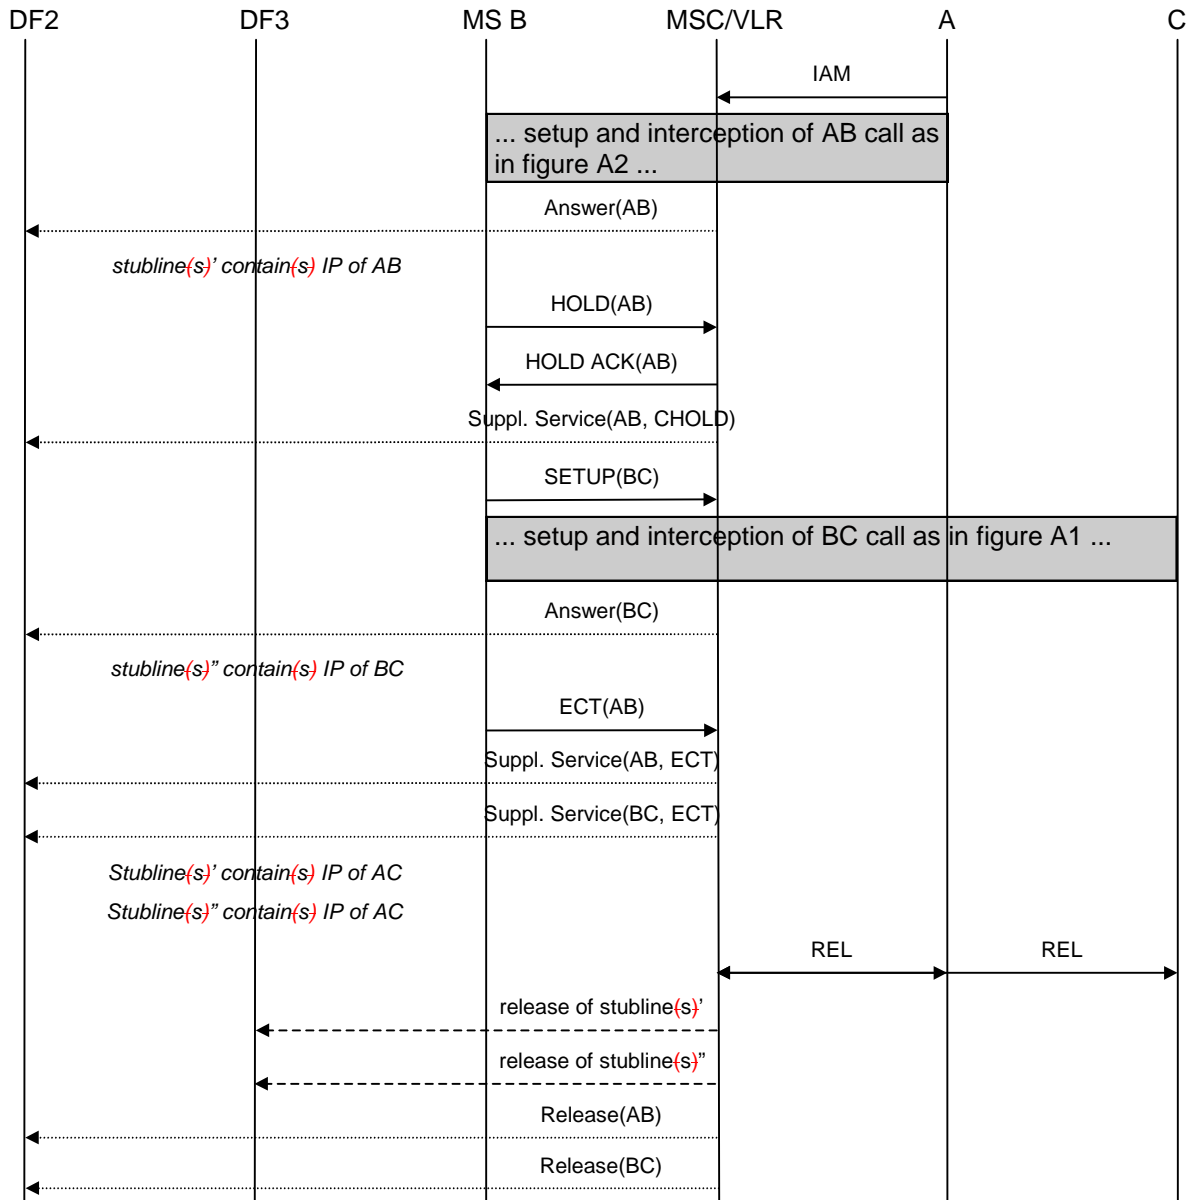 DF2 DF3 MS B MSC/VLR A C
IAM
... setup and interception of AB call as
in figure A2 ...
Answer(AB)
stubline(s)’ contain(s) IP of AB
HOLD(AB)
HOLD ACK(AB)
Suppl. Service(AB, CHOLD)
SETUP(BC)
... setup and interception of BC call as in figure A1 ...
Answer(BC)
stubline(s)” contain(s) IP of BC
ECT(AB)
Suppl. Service(AB, ECT)
Suppl. Service(BC, ECT)
Stubline(s)’ contain(s) IP of AC
Stubline(s)” contain(s) IP of AC
REL REL
release of stubline(s)’
release of stubline(s)”
Release(AB)
Release(BC)